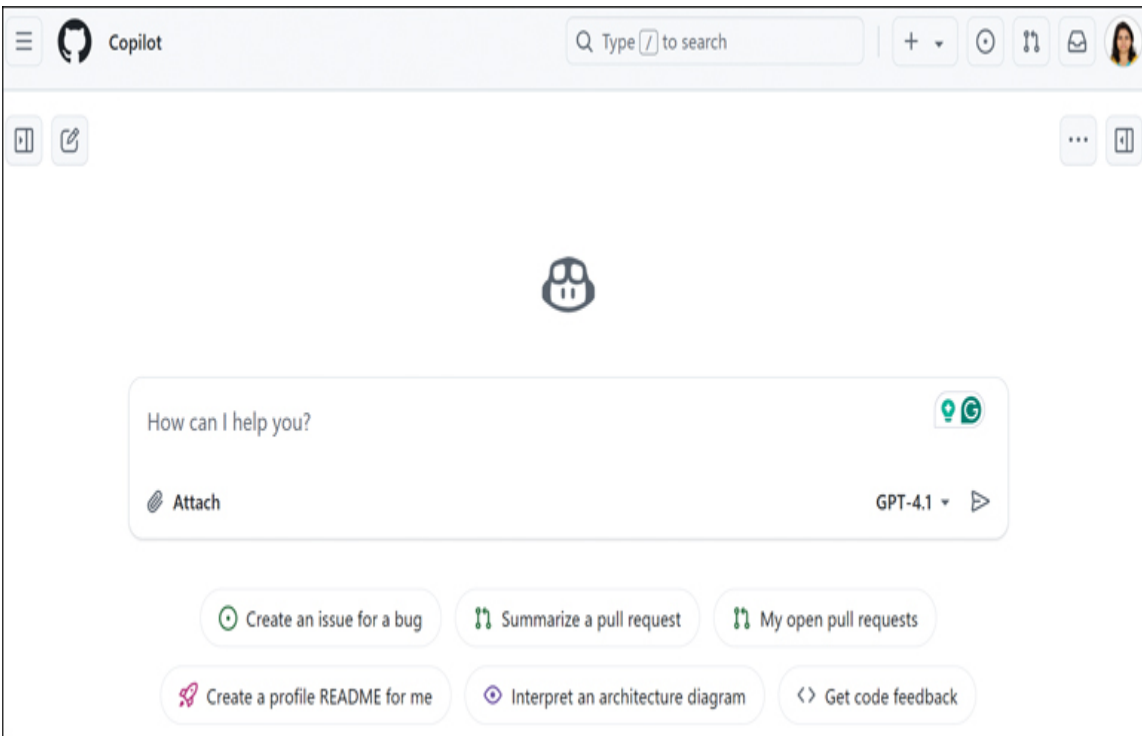 Copilot
Type / to search
How can I help you?
Attach
GPT-4.1
Create an issue for a bug
Summarize a pull request
My open pull requests
Create a profile README for me
Interpret an architecture diagram
Get code feedback